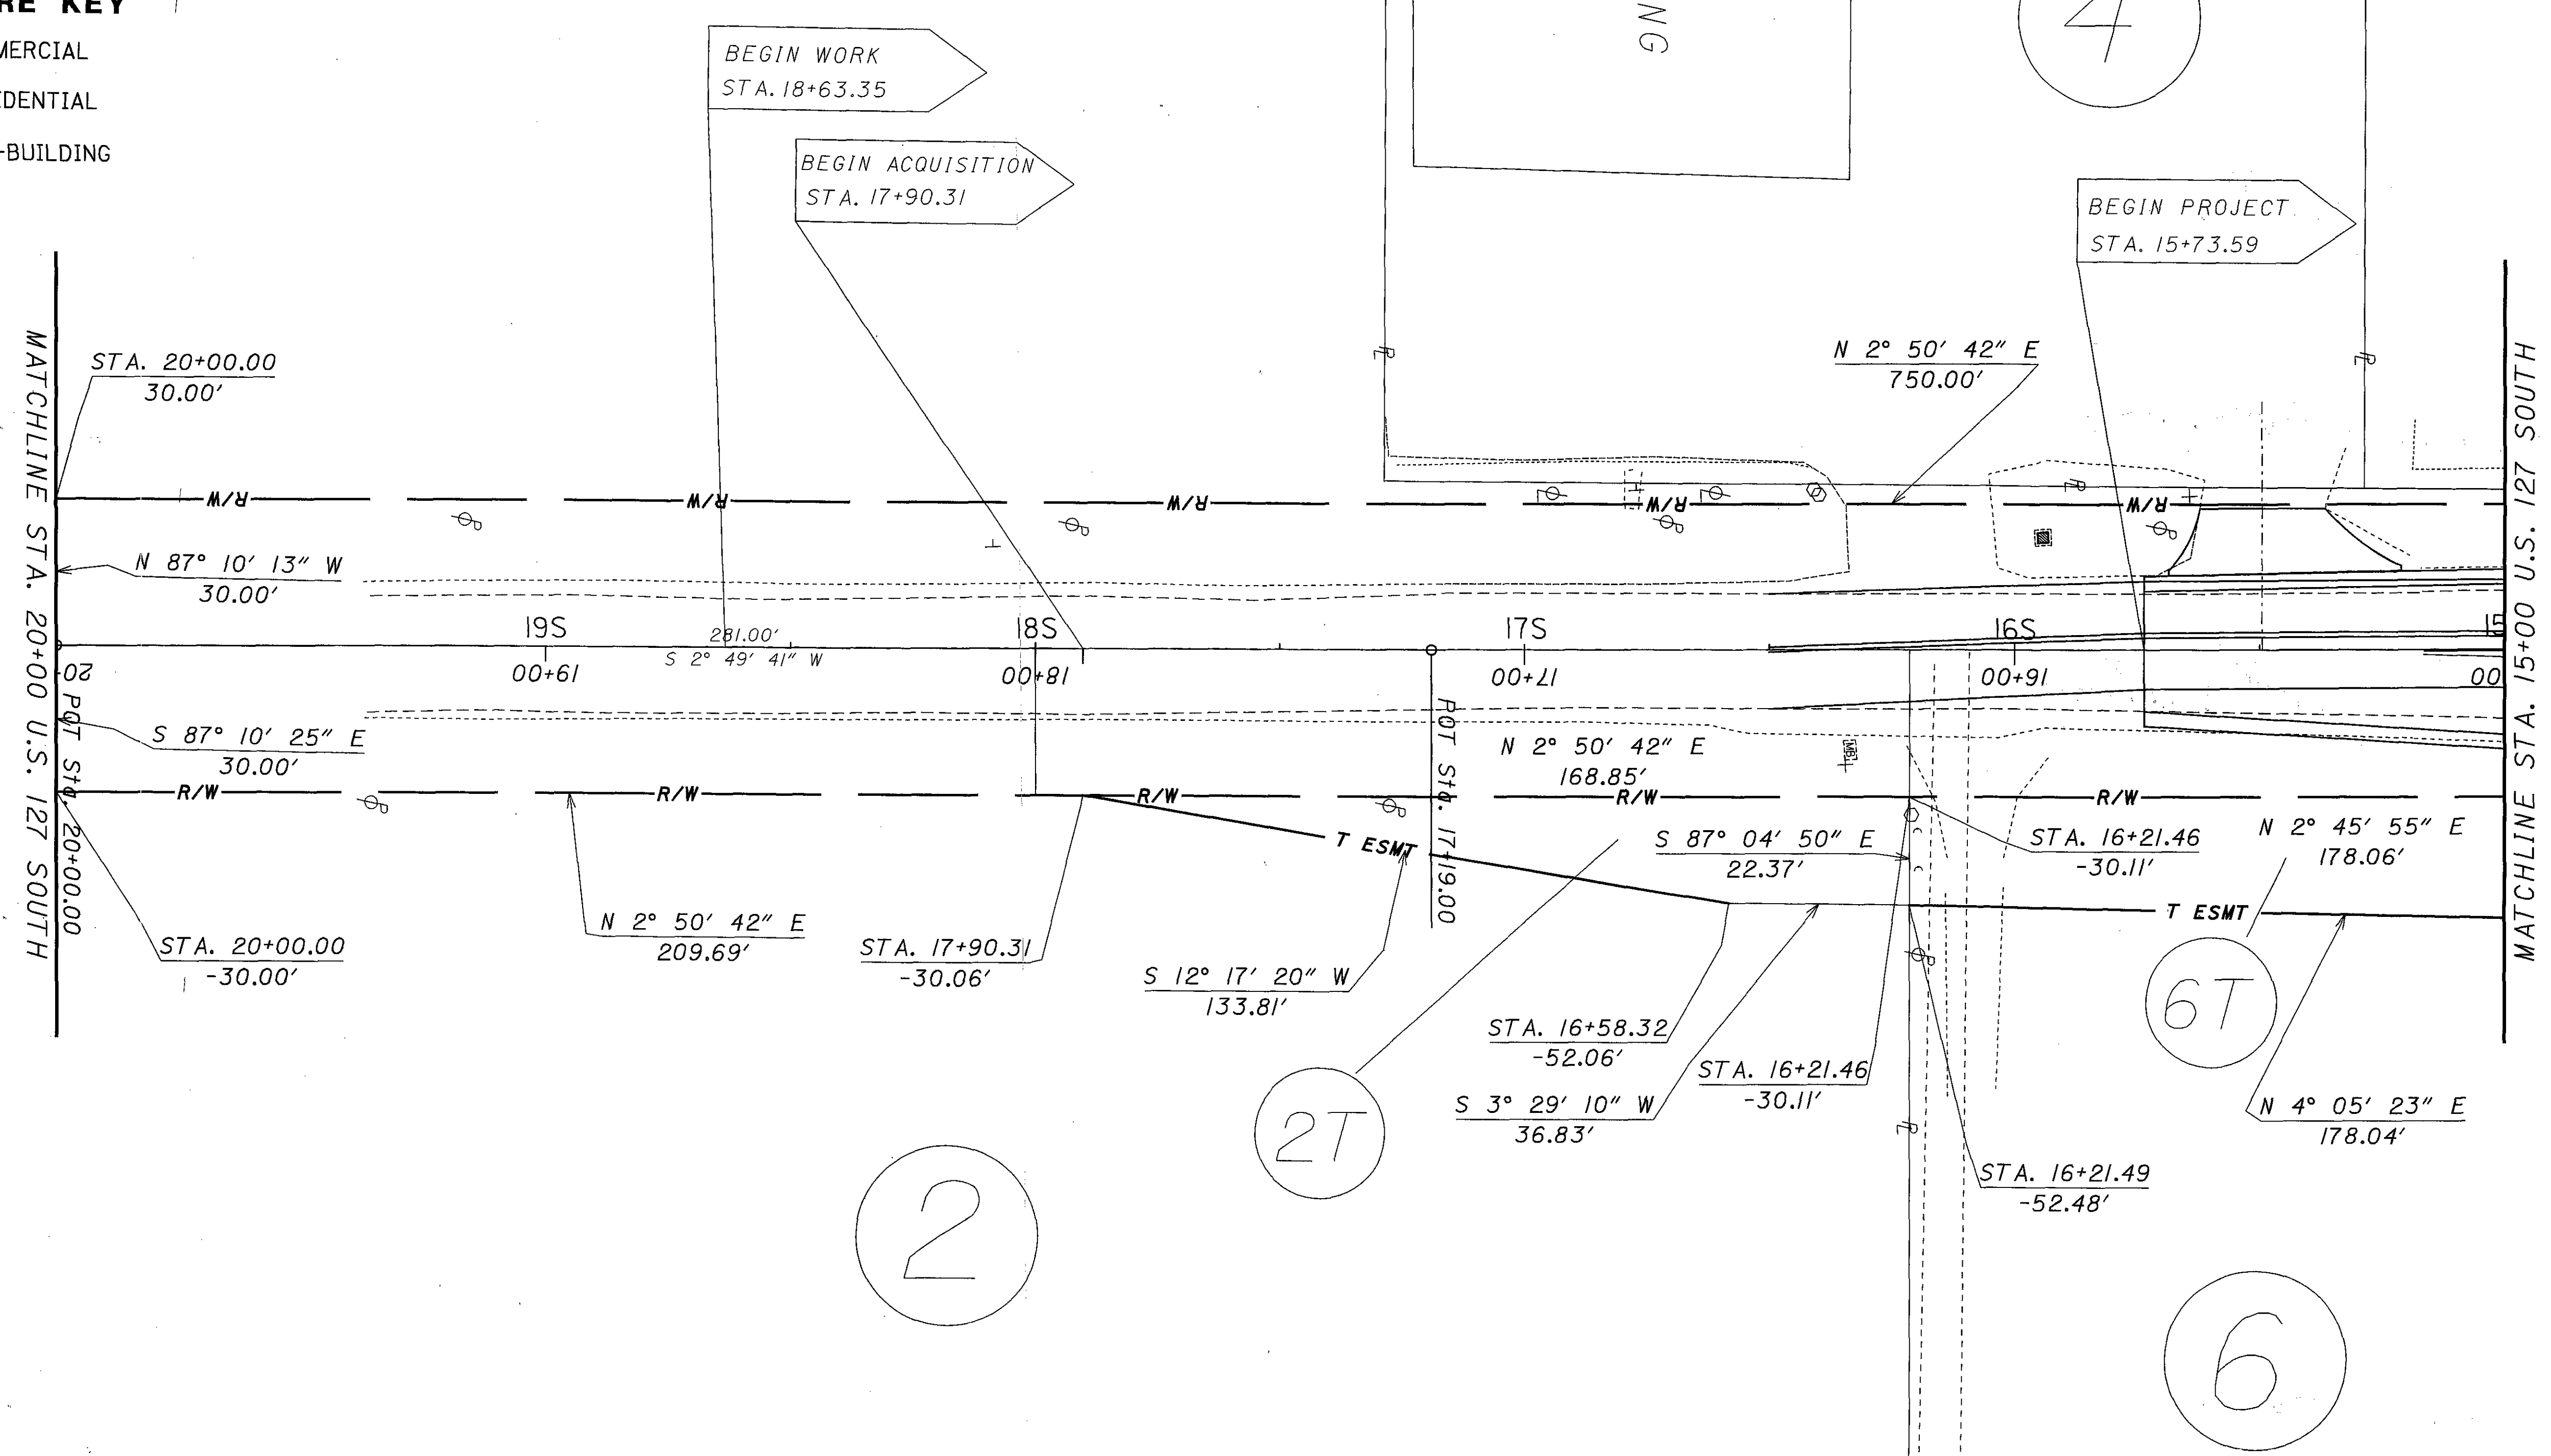 RE KEY
MERCIAL
EDENTIAL
-BUILDING
BEGIN WORK
STA. 18+63.35
BEGIN ACQUISITION
STA. 17+90.31
NG
4
BEGIN PROJECT
STA. 15+73.59
MATCHLINE STA. 20+00 U.S. 127 SOUTH
STA. 20+00.00
30.00'
N 2° 50' 42" E
750.00'
MATCHLINE STA. 15+00 U.S. 127 SOUTH
R/W
R/W
R/W
R/W
R/W
N 87° 10' 13" W
30.00'
19S
281.00'
S 2° 49' 41" W
18S
17S
16S
15
20+
19+00
18+00
17+00
16+00
00
POT Sta. 20+00.00
S 87° 10' 25" E
30.00'
POT Sta. 17+19.00
N 2° 50' 42" E
168.85'
MB
R/W
R/W
R/W
R/W
R/W
T ESMT
S 87° 04' 50" E
22.37'
STA. 16+21.46
-30.11'
N 2° 45' 55" E
178.06'
T ESMT
STA. 20+00.00
-30.00'
N 2° 50' 42" E
209.69'
STA. 17+90.31
-30.06'
S 12° 17' 20" W
133.81'
STA. 16+58.32
-52.06'
STA. 16+21.46
-30.11'
S 3° 29' 10" W
36.83'
6T
N 4° 05' 23" E
178.04'
2T
STA. 16+21.49
-52.48'
2
6